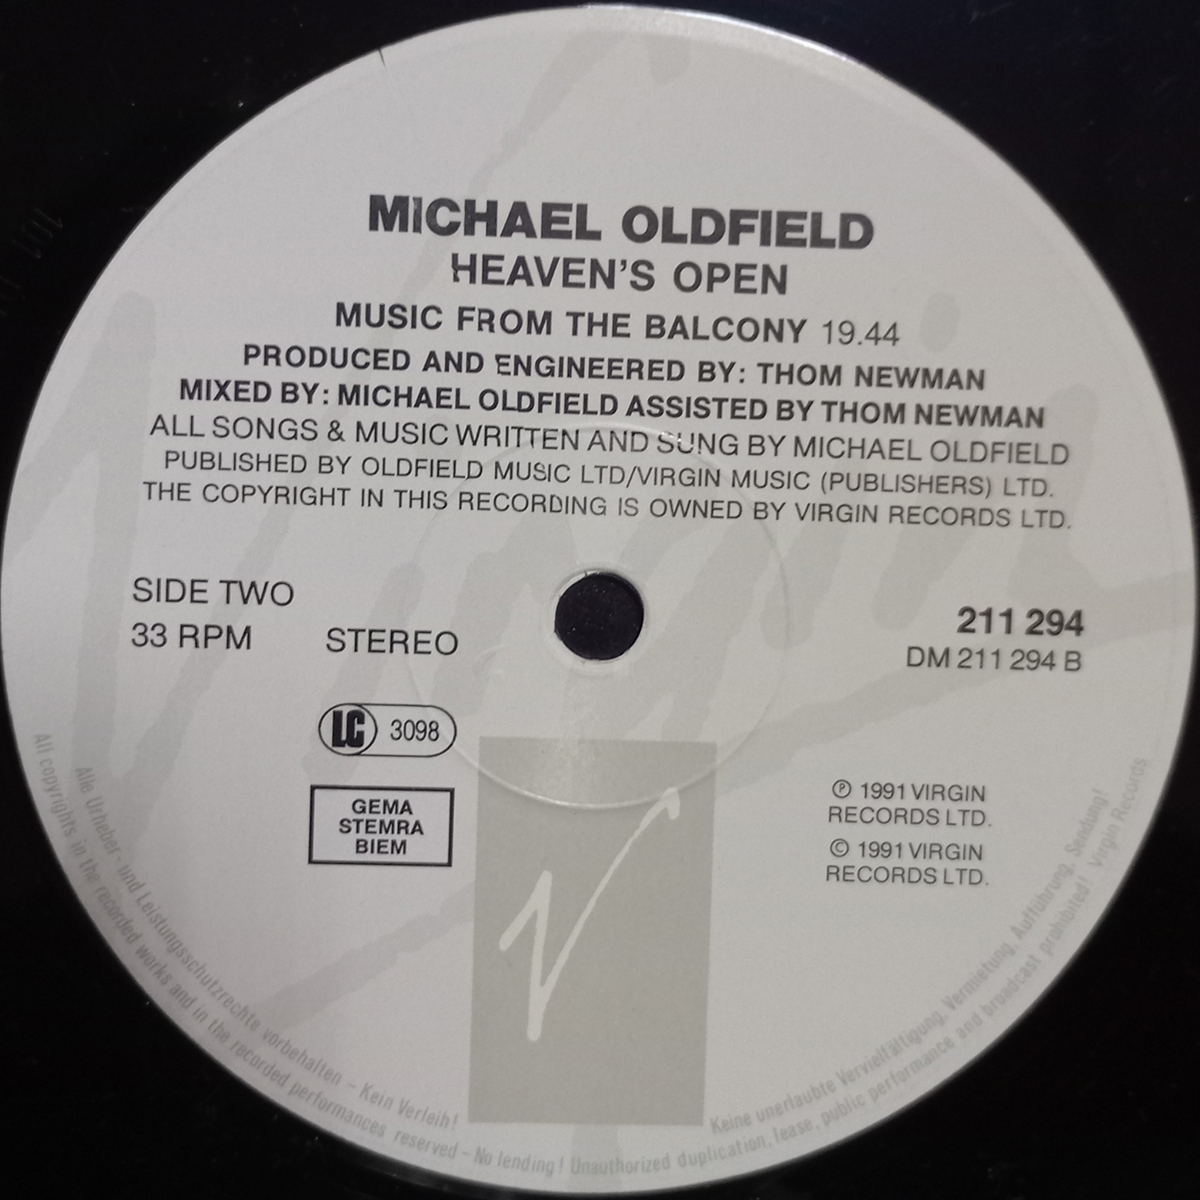 MICHAEL OLDFIELD
HEAVEN'S OPEN
MUSIC FROM THE BALCONY 19.44
PRODUCED AND ENGINEERED BY: THOM NEWMAN
MIXED BY: MICHAEL OLDFIELD ASSISTED BY THOM NEWMAN
ALL SONGS & MUSIC WRITTEN AND SUNG BY MICHAEL OLDFIELD
PUBLISHED BY OLDFIELD MUSIC LTD/VIRGIN MUSIC (PUBLISHERS) LTD.
THE COPYRIGHT IN THIS RECORDING IS OWNED BY VIRGIN RECORDS LTD.
SIDE TWO
33 RPM STEREO
211 294
DM 211 294 B
LC 3098
GEMA
STEMRA
BIEM
℗ 1991 VIRGIN
RECORDS LTD.
© 1991 VIRGIN
RECORDS LTD.
Virgin
V
Alle Urheber- und Leistungsschutzrechte vorbehalten – Kein Verleih! Keine unerlaubte Vervielfältigung, Vermietung, Aufführung, Sendung!
All copyrights in the recorded works and in the recorded performances reserved – No lending! Unauthorized duplication, lease, public performance and broadcast prohibited! Virgin Records